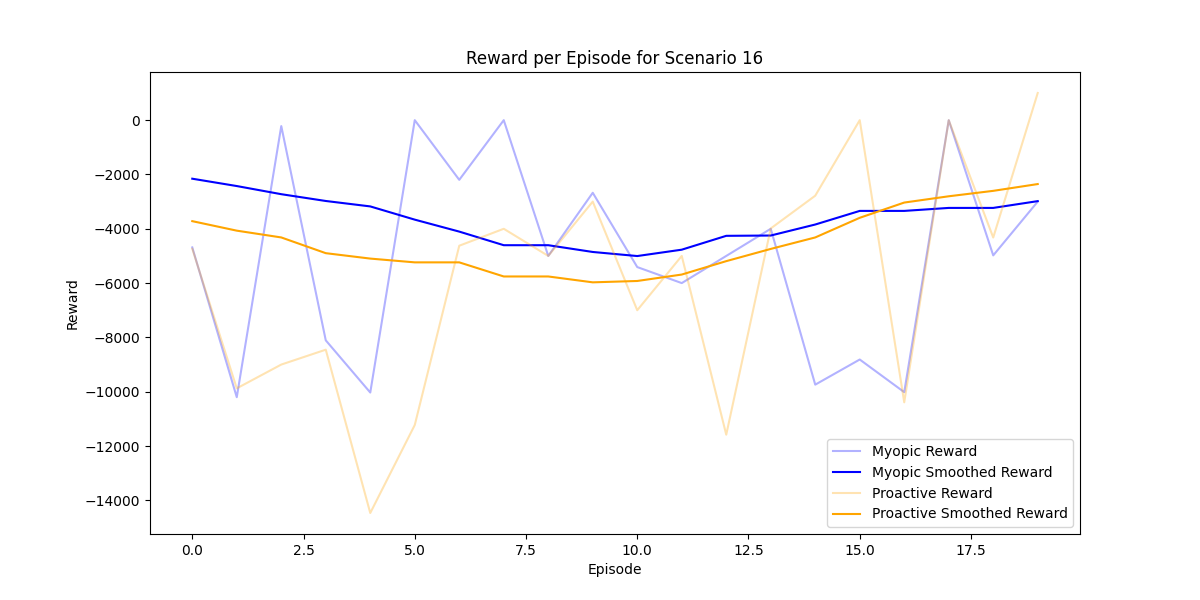 Reward per Episode for Scenario 16
Reward
0
−2000
−4000
−6000
−8000
−10000
−12000
−14000
0.0 2.5 5.0 7.5 10.0 12.5 15.0 17.5
Episode
Myopic Reward
Myopic Smoothed Reward
Proactive Reward
Proactive Smoothed Reward